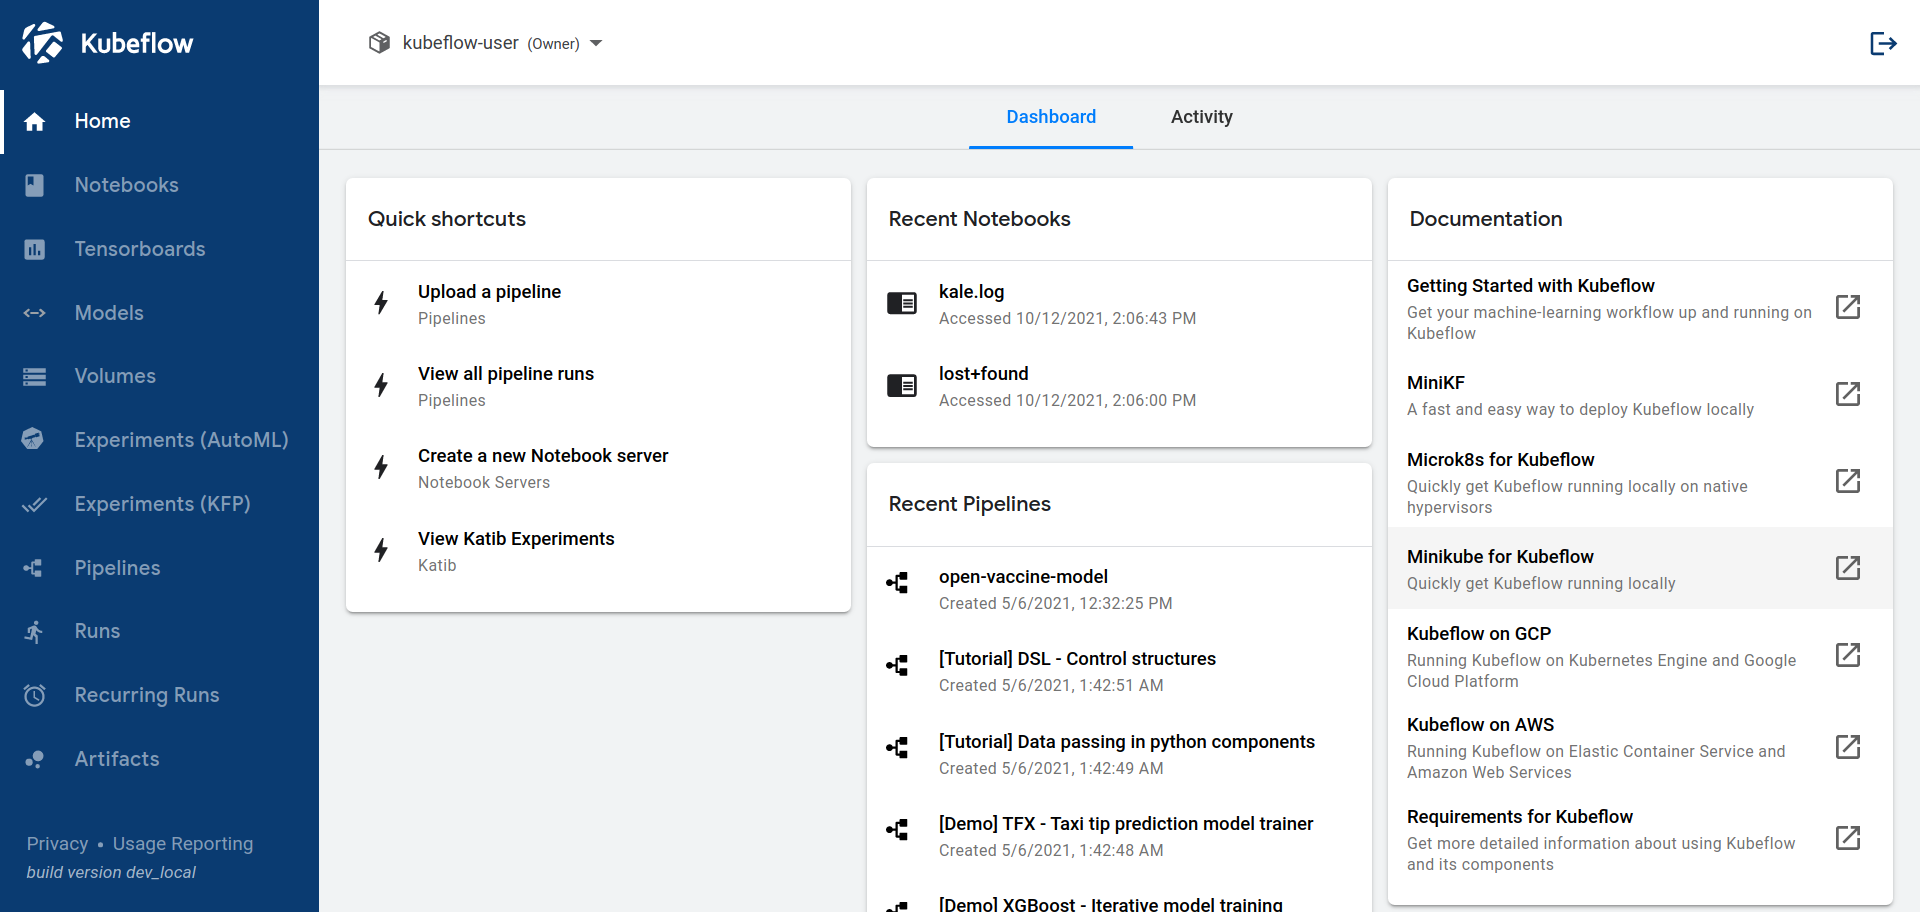 Kubeflow
Home
Notebooks
Tensorboards
Models
Volumes
Experiments (AutoML)
Experiments (KFP)
Pipelines
Runs
Recurring Runs
Artifacts
Privacy • Usage Reporting
build version dev_local
kubeflow-user (Owner)
Dashboard
Activity
Quick shortcuts
Upload a pipeline
Pipelines
View all pipeline runs
Pipelines
Create a new Notebook server
Notebook Servers
View Katib Experiments
Katib
Recent Notebooks
kale.log
Accessed 10/12/2021, 2:06:43 PM
lost+found
Accessed 10/12/2021, 2:06:00 PM
Recent Pipelines
open-vaccine-model
Created 5/6/2021, 12:32:25 PM
[Tutorial] DSL - Control structures
Created 5/6/2021, 1:42:51 AM
[Tutorial] Data passing in python components
Created 5/6/2021, 1:42:49 AM
[Demo] TFX - Taxi tip prediction model trainer
Created 5/6/2021, 1:42:48 AM
[Demo] XGBoost - Iterative model training
Documentation
Getting Started with Kubeflow
Get your machine-learning workflow up and running on
Kubeflow
MiniKF
A fast and easy way to deploy Kubeflow locally
Microk8s for Kubeflow
Quickly get Kubeflow running locally on native
hypervisors
Minikube for Kubeflow
Quickly get Kubeflow running locally
Kubeflow on GCP
Running Kubeflow on Kubernetes Engine and Google
Cloud Platform
Kubeflow on AWS
Running Kubeflow on Elastic Container Service and
Amazon Web Services
Requirements for Kubeflow
Get more detailed information about using Kubeflow
and its components